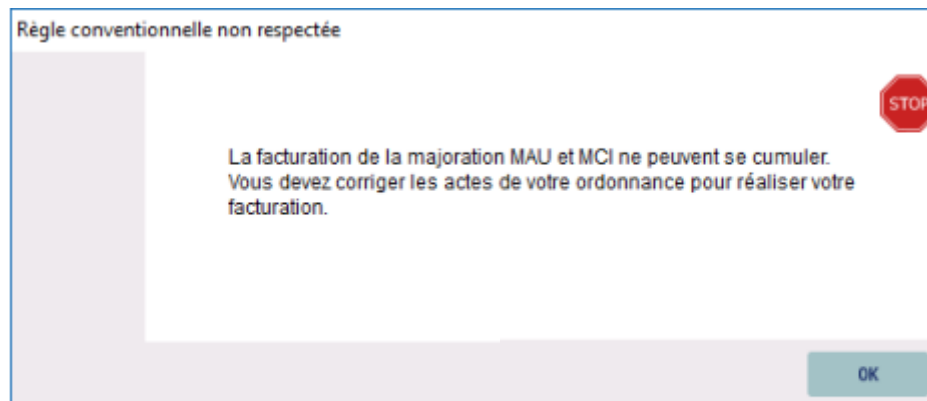 Règle conventionnelle non respectée
STOP
La facturation de la majoration MAU et MCI ne peuvent se cumuler.
Vous devez corriger les actes de votre ordonnance pour réaliser votre
facturation.
OK